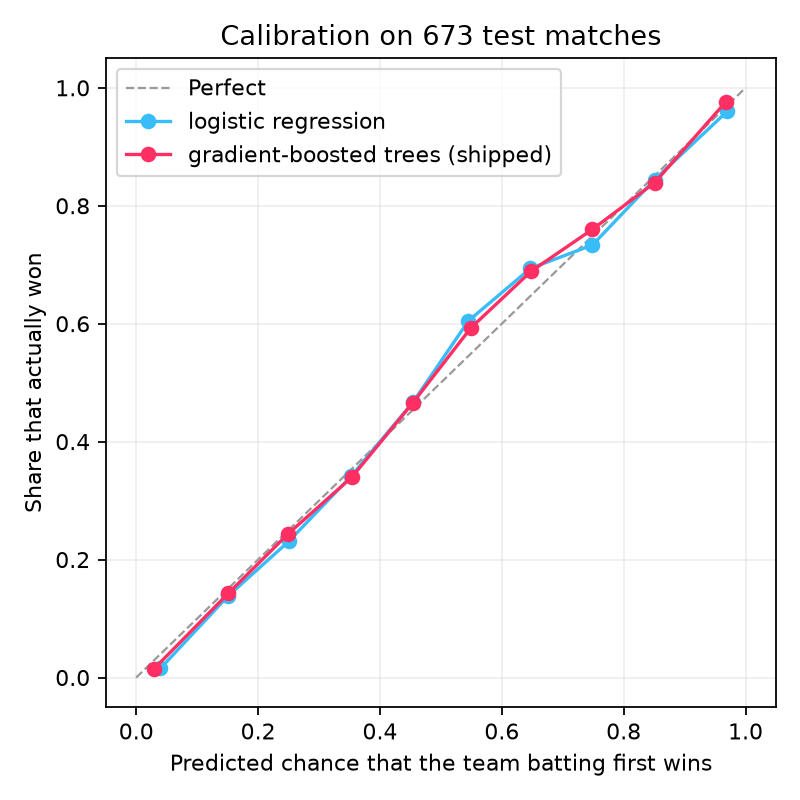 Calibration on 673 test matches
Perfect
logistic regression
gradient-boosted trees (shipped)
Share that actually won
1.0
0.8
0.6
0.4
0.2
0.0
0.0 0.2 0.4 0.6 0.8 1.0
Predicted chance that the team batting first wins